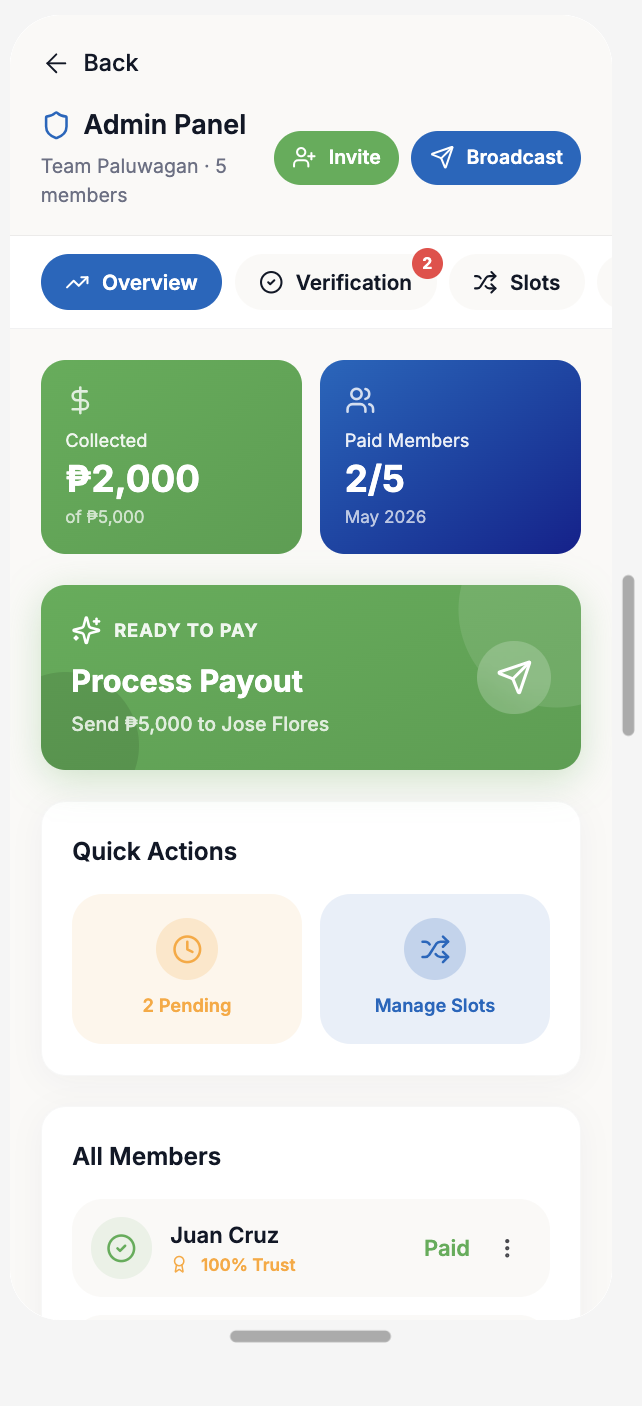 Back
Admin Panel
Team Paluwagan · 5
members
Invite
Broadcast
Overview
Verification
2
Slots
Collected
₱2,000
of ₱5,000
Paid Members
2/5
May 2026
READY TO PAY
Process Payout
Send ₱5,000 to Jose Flores
Quick Actions
2 Pending
Manage Slots
All Members
Juan Cruz
100% Trust
Paid